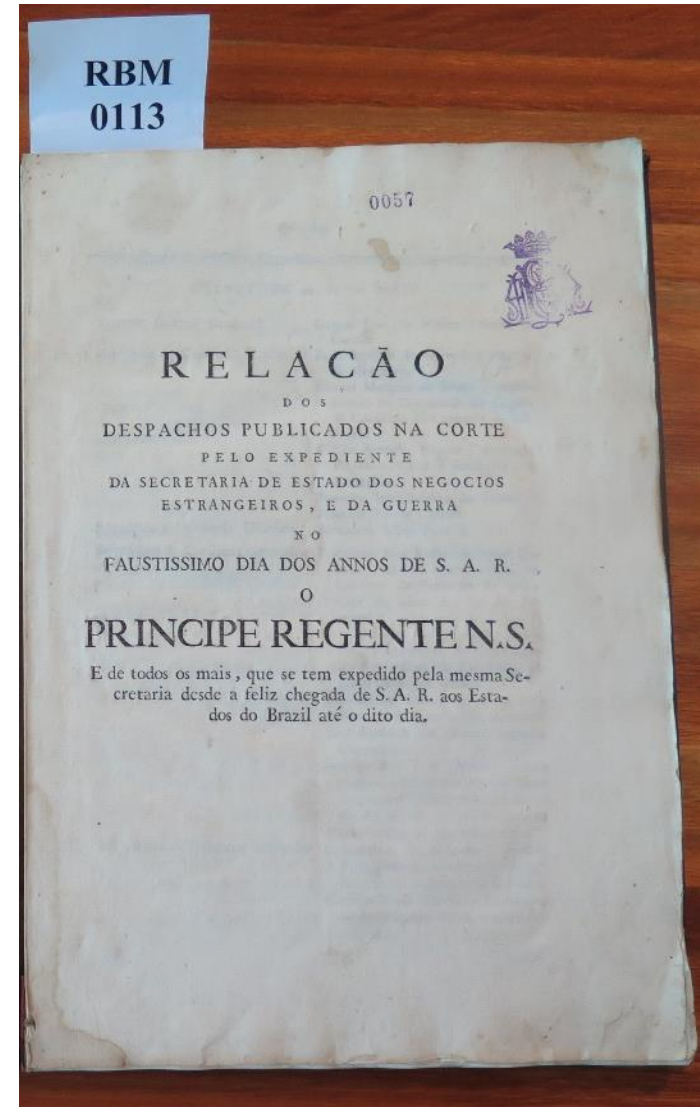 RBM
0113
0057
RELACÃO
DOS
DESPACHOS PUBLICADOS NA CORTE
PELO EXPEDIENTE
DA SECRETARIA DE ESTADO DOS NEGOCIOS
ESTRANGEIROS, E DA GUERRA
NO
FAUSTISSIMO DIA DOS ANNOS DE S. A. R.
O
PRINCIPE REGENTE N.S.
E de todos os mais, que se tem expedido pela mesma Se-
cretaria desde a feliz chegada de S. A. R. aos Esta-
dos do Brazil até o dito dia.